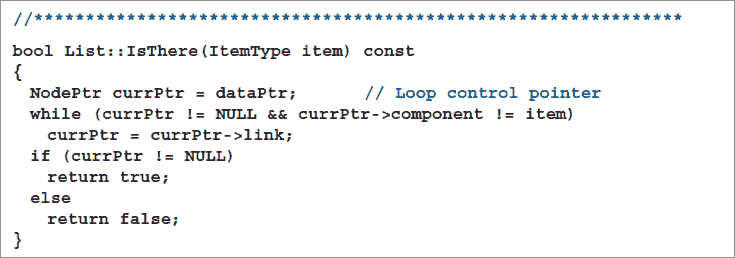 //***************************************************************
bool List::IsThere(ItemType item) const
{
  NodePtr currPtr = dataPtr;       // Loop control pointer
  while (currPtr != NULL && currPtr->component != item)
    currPtr = currPtr->link;
  if (currPtr != NULL)
    return true;
  else
    return false;
}